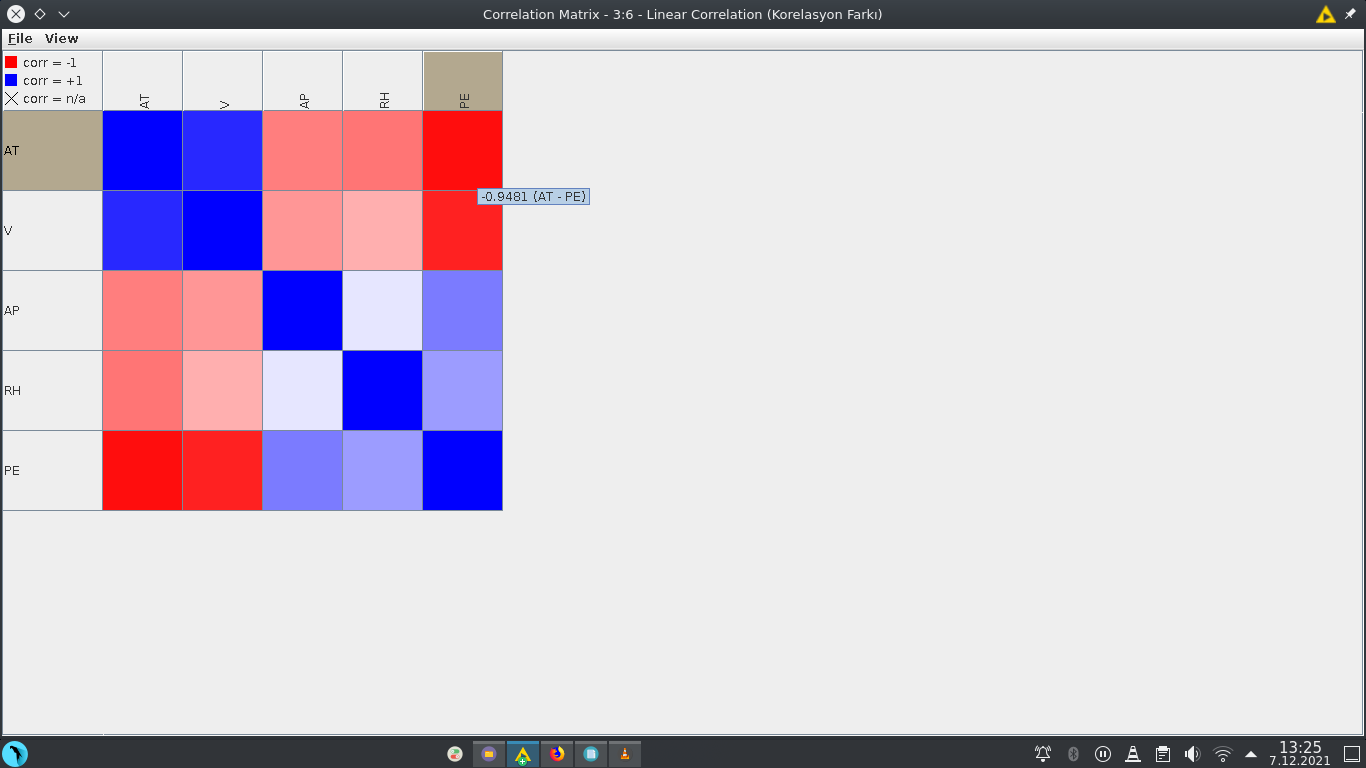 Correlation Matrix - 3:6 - Linear Correlation (Korelasyon Farkı)
File View
corr = -1
corr = +1
corr = n/a
AT
V
AP
RH
PE
AT
-0.9481 (AT - PE)
V
AP
RH
PE
13:25
7.12.2021